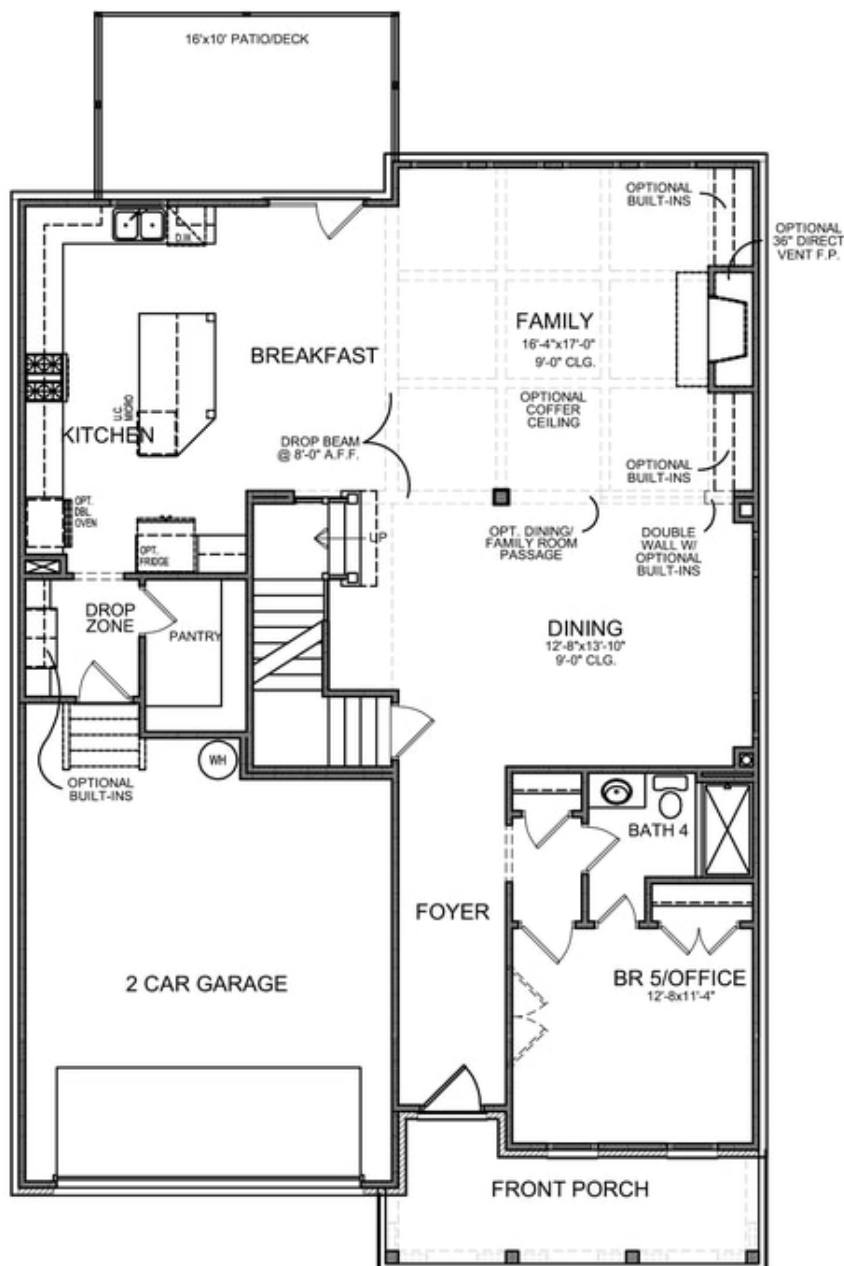 16'x10' PATIO/DECK
OPTIONAL
BUILT-INS
OPTIONAL
36" DIRECT
VENT F.P.
D.W.
FAMILY
16'-4"x17'-0"
9'-0" CLG.
BREAKFAST
U.C.
MICRO
OPTIONAL
COFFER
CEILING
KITCHEN
DROP BEAM
@ 8'-0" A.F.F.
OPTIONAL
BUILT-INS
OPT.
DBL
OVEN
OPT.
FRIDGE
UP
OPT. DINING/
FAMILY ROOM
PASSAGE
DOUBLE
WALL W/
OPTIONAL
BUILT-INS
DROP
ZONE
PANTRY
DINING
12'-8"x13'-10"
9'-0" CLG.
WH
OPTIONAL
BUILT-INS
BATH 4
FOYER
2 CAR GARAGE
BR 5/OFFICE
12'-8x11'-4"
FRONT PORCH